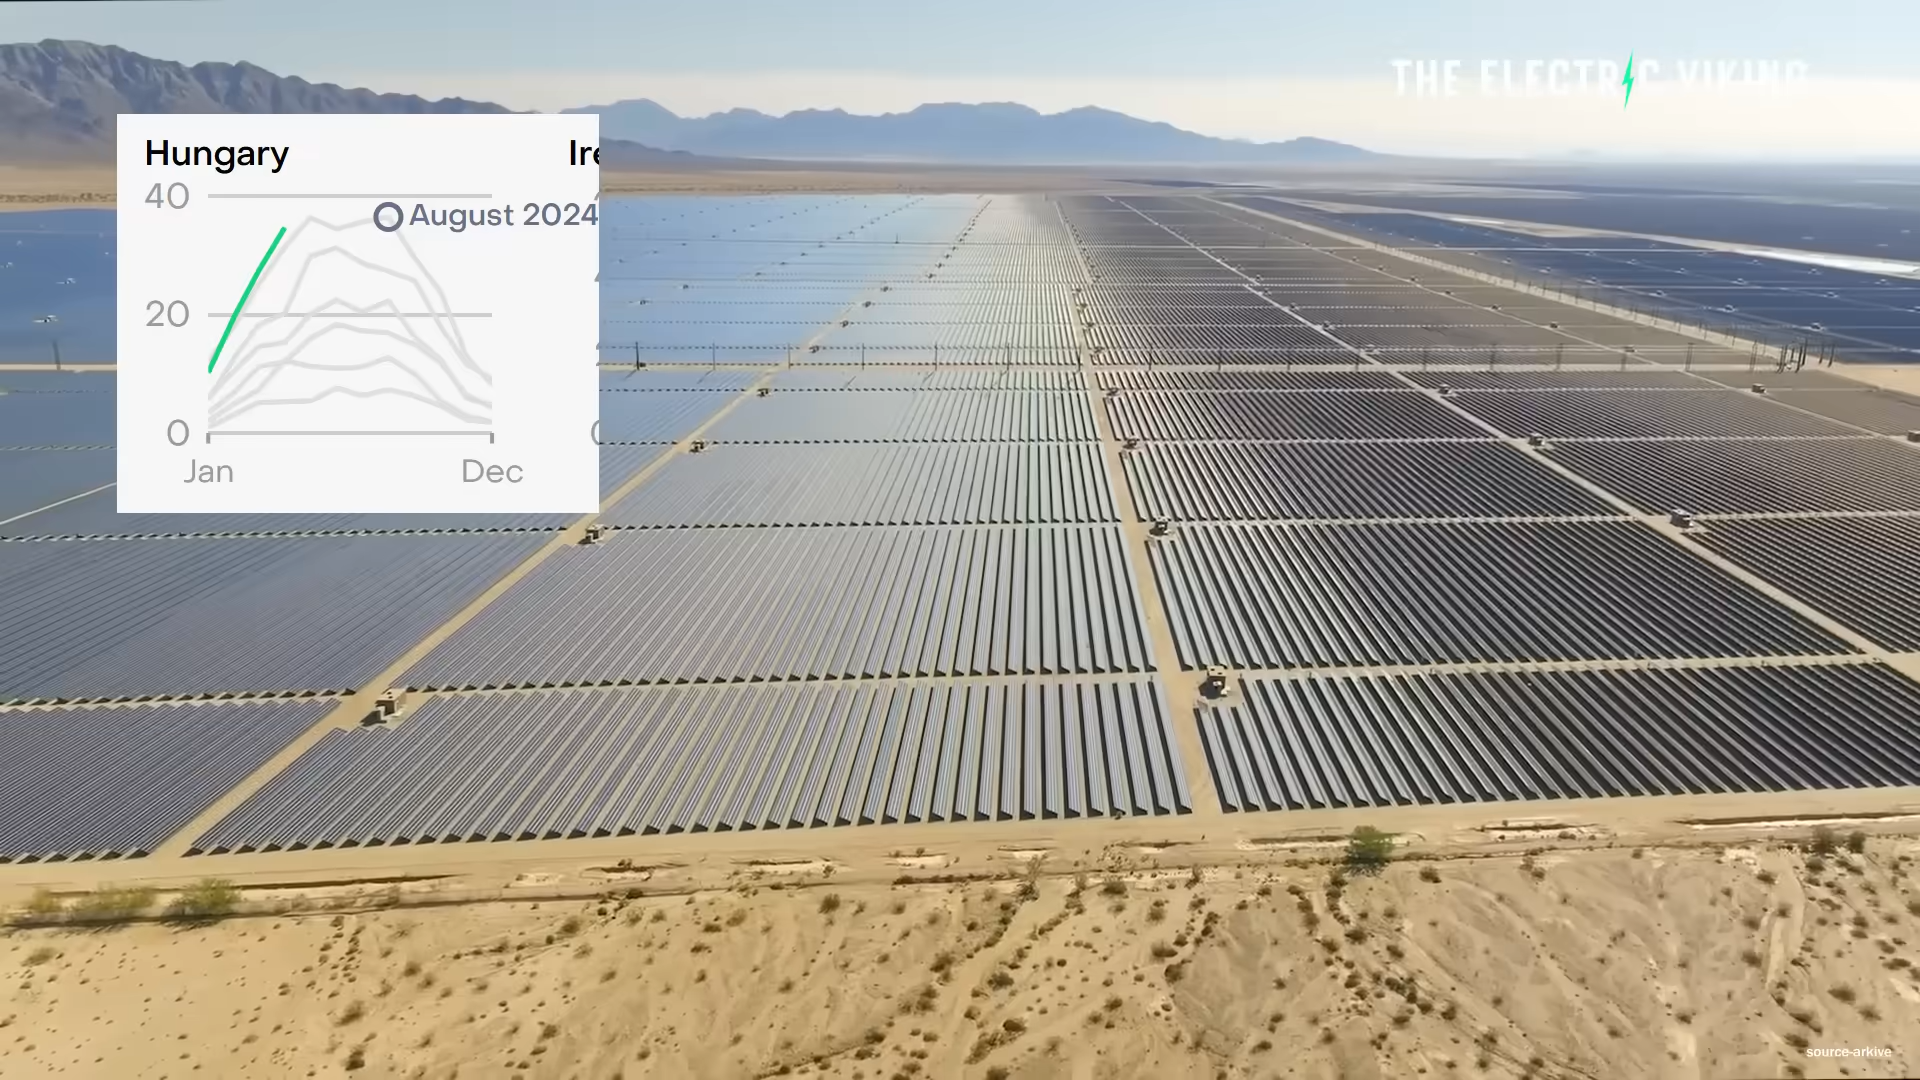 THE ELECTRIC VIKING
Hungary
Ire
40
August 2024
20
0
Jan
Dec
source-arkive